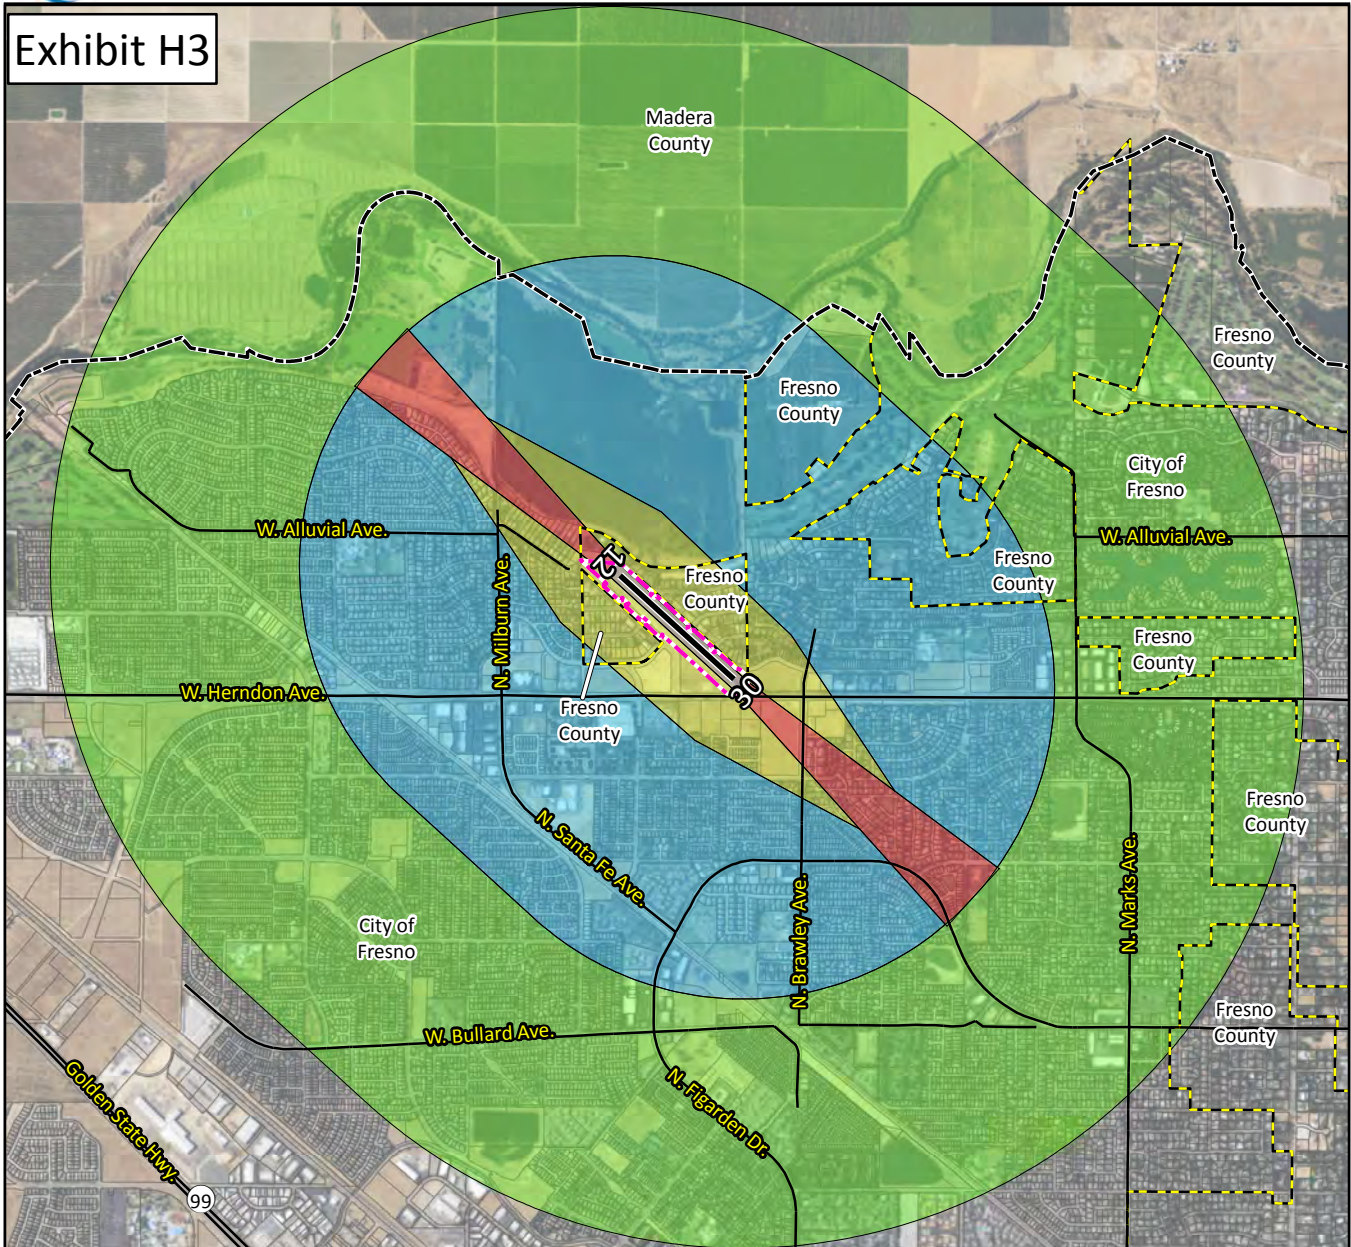 Exhibit H3
Madera
County
Fresno
County
Fresno
County
City of
Fresno
W. Alluvial Ave.
W. Alluvial Ave.
Fresno
County
12
Fresno
County
N. Milburn Ave.
Fresno
County
30
W. Herndon Ave.
Fresno
County
Fresno
County
N. Santa Fe Ave.
N. Marks Ave.
City of
Fresno
N. Brawley Ave.
Fresno
County
W. Bullard Ave.
N. Figarden Dr.
Golden State Hwy.
99